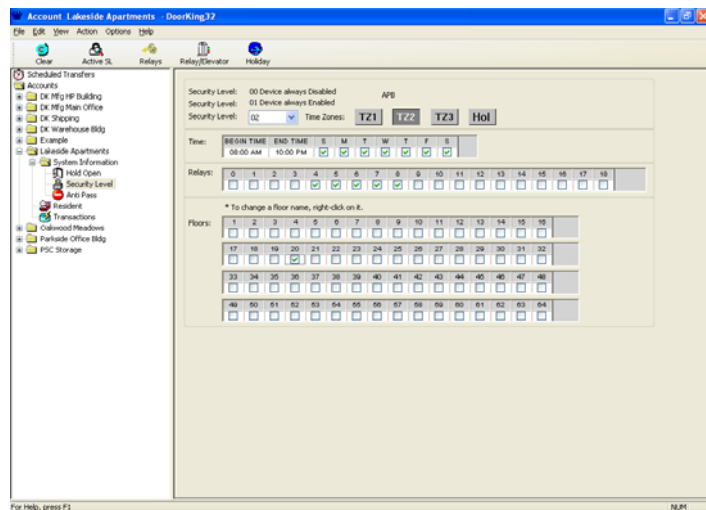 Account Lakeside Apartments - DoorKing32
File Edit View Action Options Help
Clear Active SL Relays Relay/Elevator Holiday
Scheduled Transfers
Accounts
DK Mfg HP Building
DK Mfg Main Office
DK Shipping
DK Warehouse Bldg
Example
Lakeside Apartments
System Information
Hold Open
Security Level
Anti Pass
Resident
Transactions
Oakwood Meadows
Parkside Office Bldg
PSC Storage
Security Level: 00 Device always Disabled APB
Security Level: 01 Device always Enabled
Security Level: 02 Time Zones: TZ1 TZ2 TZ3 Hol
Time: BEGIN TIME END TIME S M T W T F S
08:00 AM 10:00 PM
Relays: 0 1 2 3 4 5 6 7 8 9 10 11 12 13 14 15 16 17 18
* To change a floor name, right-click on it.
Floors: 1 2 3 4 5 6 7 8 9 10 11 12 13 14 15 16
17 18 19 20 21 22 23 24 25 26 27 28 29 30 31 32
33 34 35 36 37 38 39 40 41 42 43 44 45 46 47 48
49 50 51 52 53 54 55 56 57 58 59 60 61 62 63 64
For Help, press F1 NUM